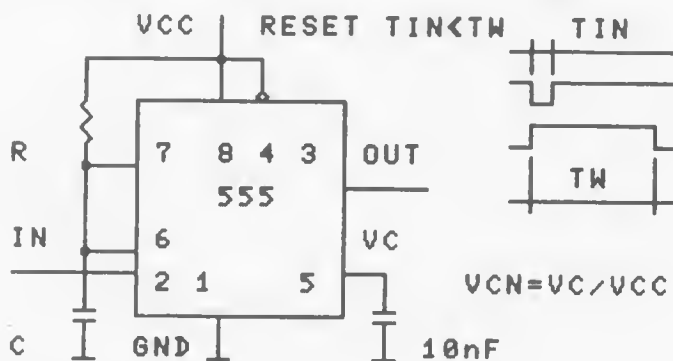 VCC RESET TIN<TW TIN
R 7 8 4 3 OUT
555 TW
IN 6 VC
2 1 5 VCN=VC/VCC
C GND 10nF